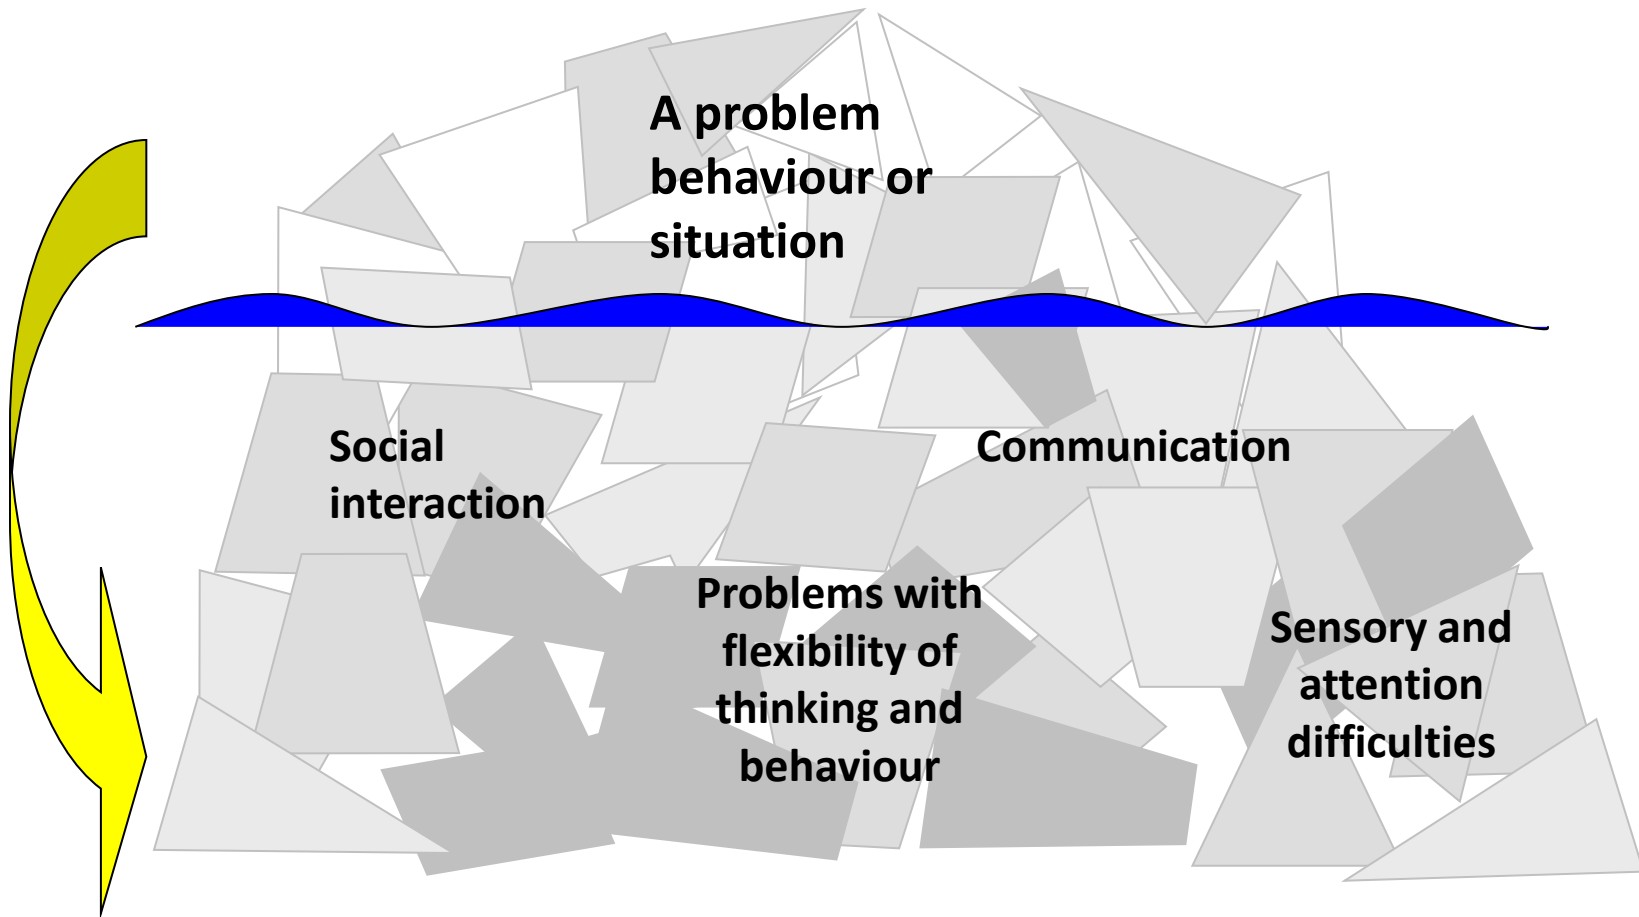 A problem
behaviour or
situation
Social
interaction
Communication
Problems with
flexibility of
thinking and
behaviour
Sensory and
attention
difficulties